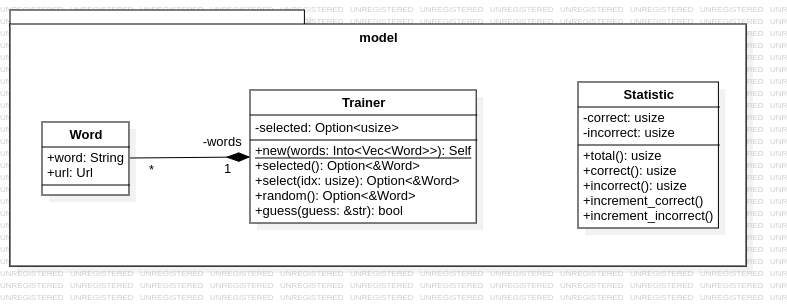 model
Word
+word: String
+url: Url
*
-words
1
Trainer
-selected: Option<usize>
+new(words: Into<Vec<Word>>): Self
+selected(): Option<&Word>
+select(idx: usize): Option<&Word>
+random(): Option<&Word>
+guess(guess: &str): bool
Statistic
-correct: usize
-incorrect: usize
+total(): usize
+correct(): usize
+incorrect(): usize
+increment_correct()
+increment_incorrect()
UNREGISTERED UNREGISTERED UNREGISTERED UNREGISTERED UNREGISTERED UNREGISTERED UNREGISTERED UNREGISTERED UNREGISTERED UNREGISTERED UNREGISTERED